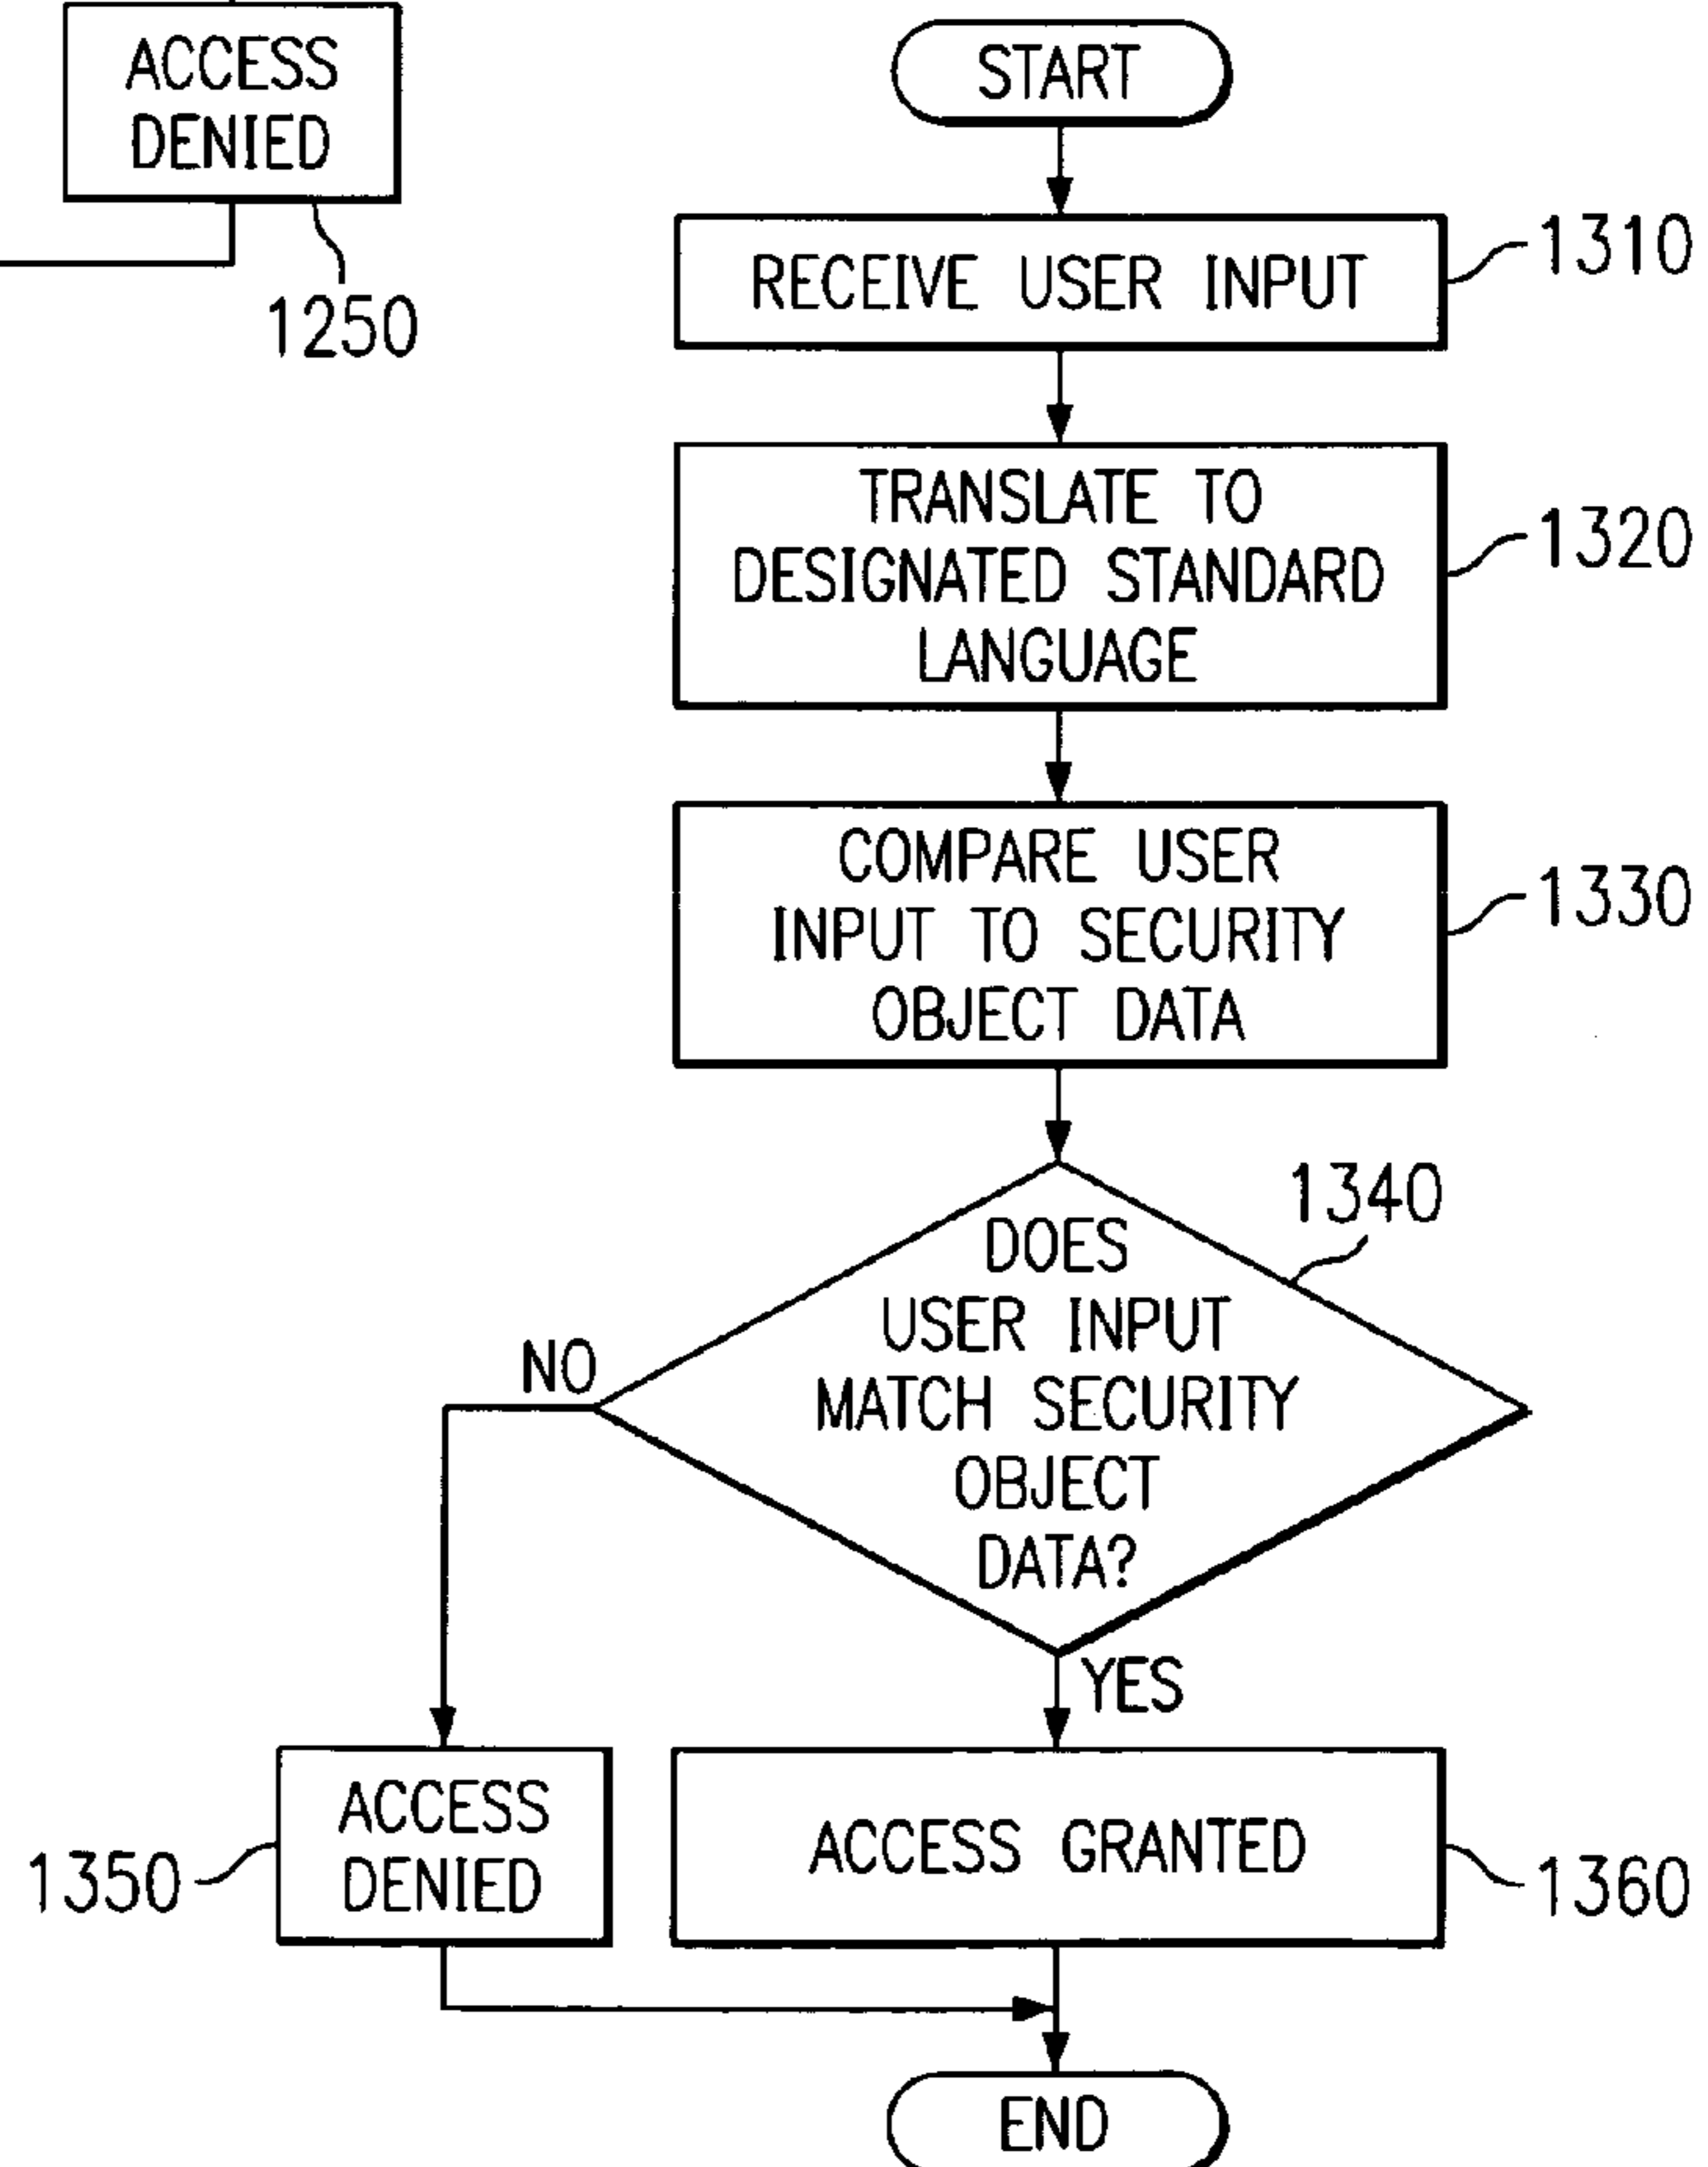 ACCESS
DENIED
1250
START
RECEIVE USER INPUT
1310
TRANSLATE TO
DESIGNATED STANDARD
LANGUAGE
1320
COMPARE USER
INPUT TO SECURITY
OBJECT DATA
1330
DOES
USER INPUT
MATCH SECURITY
OBJECT
DATA?
1340
NO
YES
ACCESS
DENIED
1350
ACCESS GRANTED
1360
END